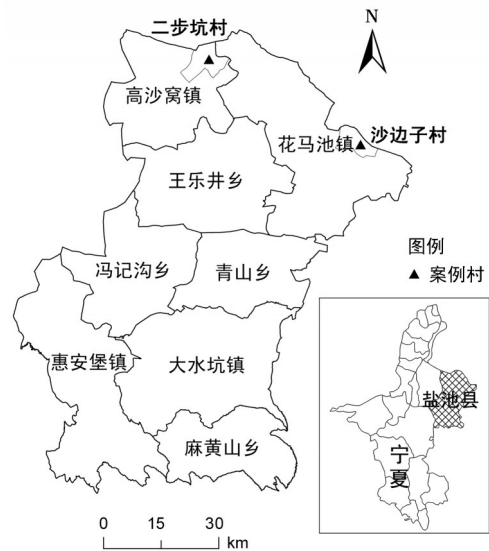 二步坑村
N
高沙窝镇
花马池镇
沙边子村
王乐井乡
图例
▲ 案例村
冯记沟乡
青山乡
惠安堡镇
大水坑镇
盐池县
麻黄山乡
宁
夏
0 15 30
km